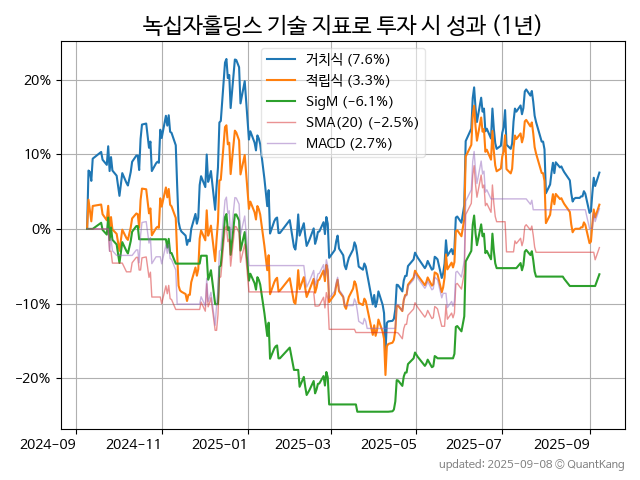 녹십자홀딩스 기술 지표로 투자 시 성과 (1년)
거치식 (7.6%)
적립식 (3.3%)
SigM (−6.1%)
SMA(20) (−2.5%)
MACD (2.7%)
20%
10%
0%
−10%
−20%
2024-09 2024-11 2025-01 2025-03 2025-05 2025-07 2025-09
updated: 2025-09-08 © QuantKang